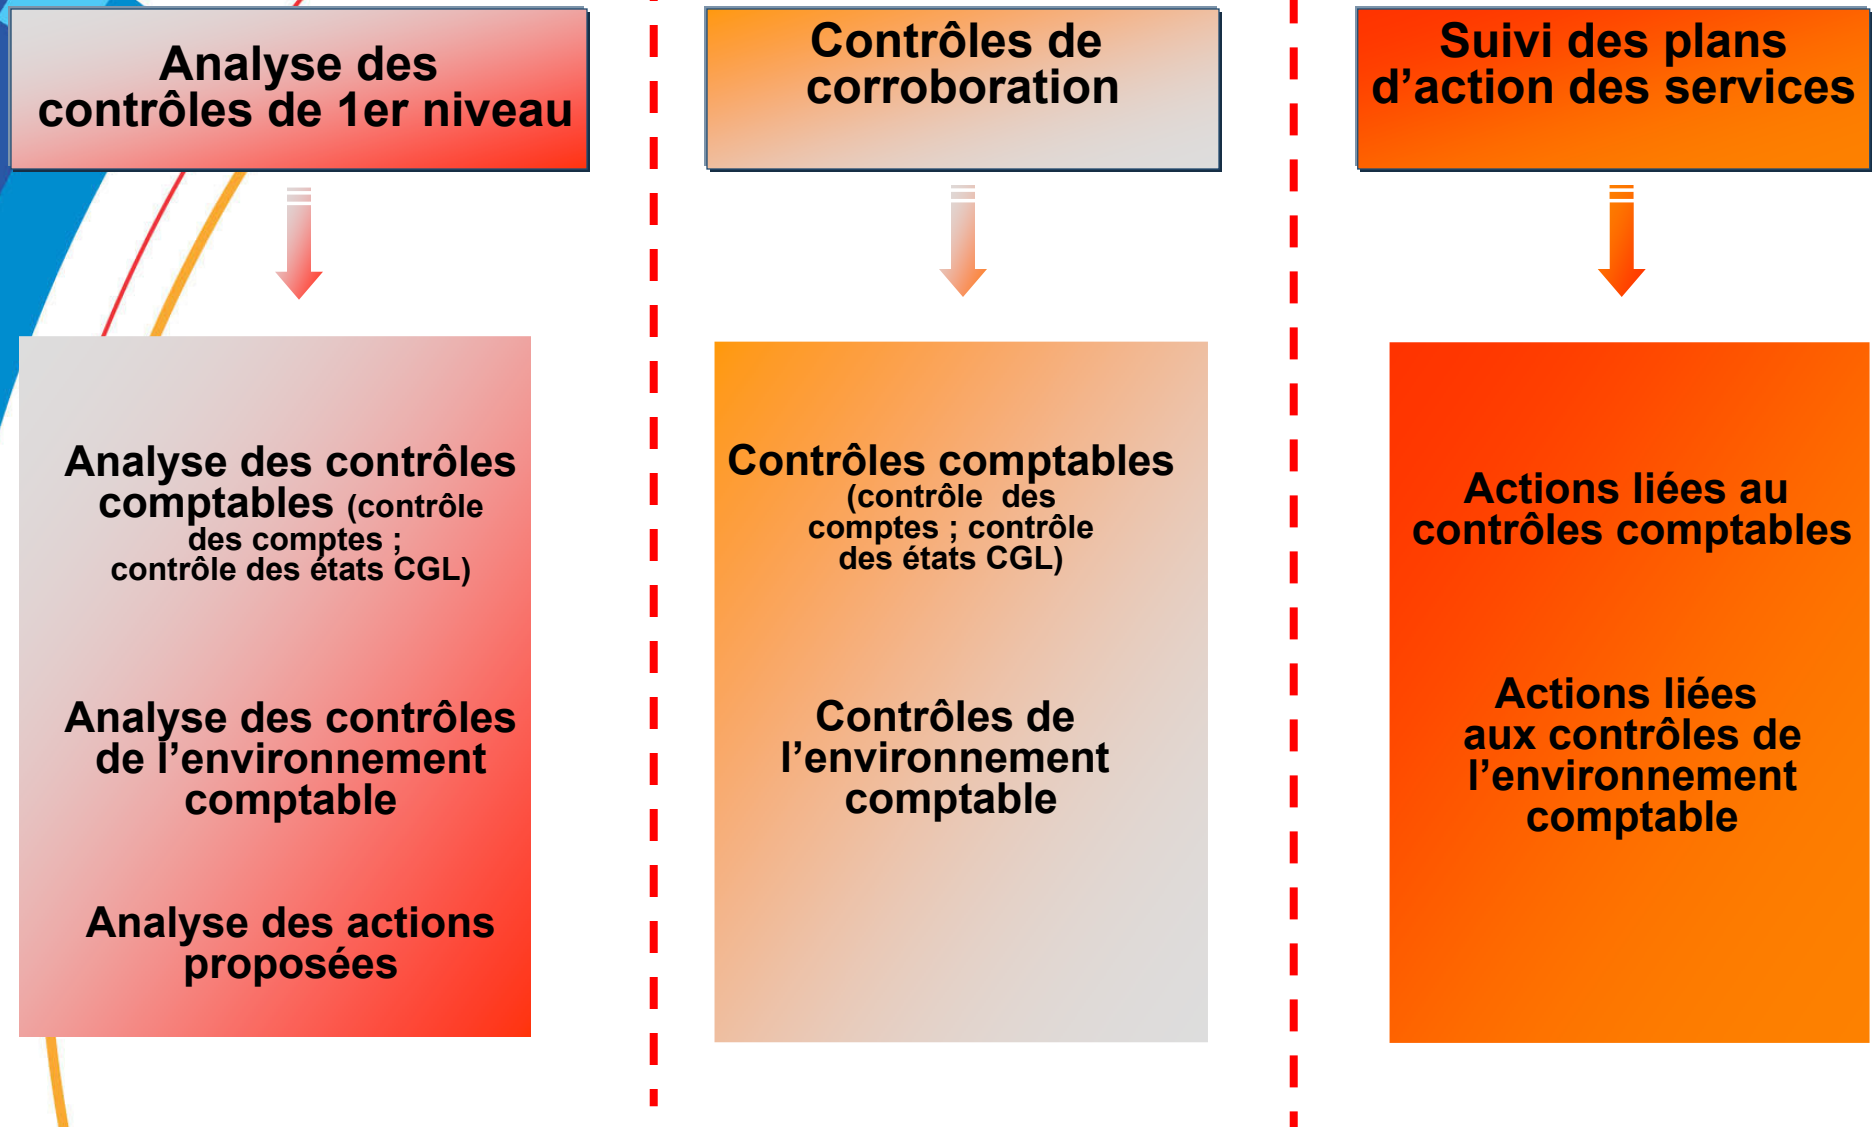 Analyse des
contrôles de 1er niveau
Analyse des contrôles
comptables (contrôle
des comptes ;
contrôle des états CGL)
Analyse des contrôles
de l’environnement
comptable
Analyse des actions
proposées
Contrôles de
corroboration
Contrôles comptables
(contrôle des
comptes ; contrôle
des états CGL)
Contrôles de
l’environnement
comptable
Suivi des plans
d’action des services
Actions liées au
contrôles comptables
Actions liées
aux contrôles de
l’environnement
comptable